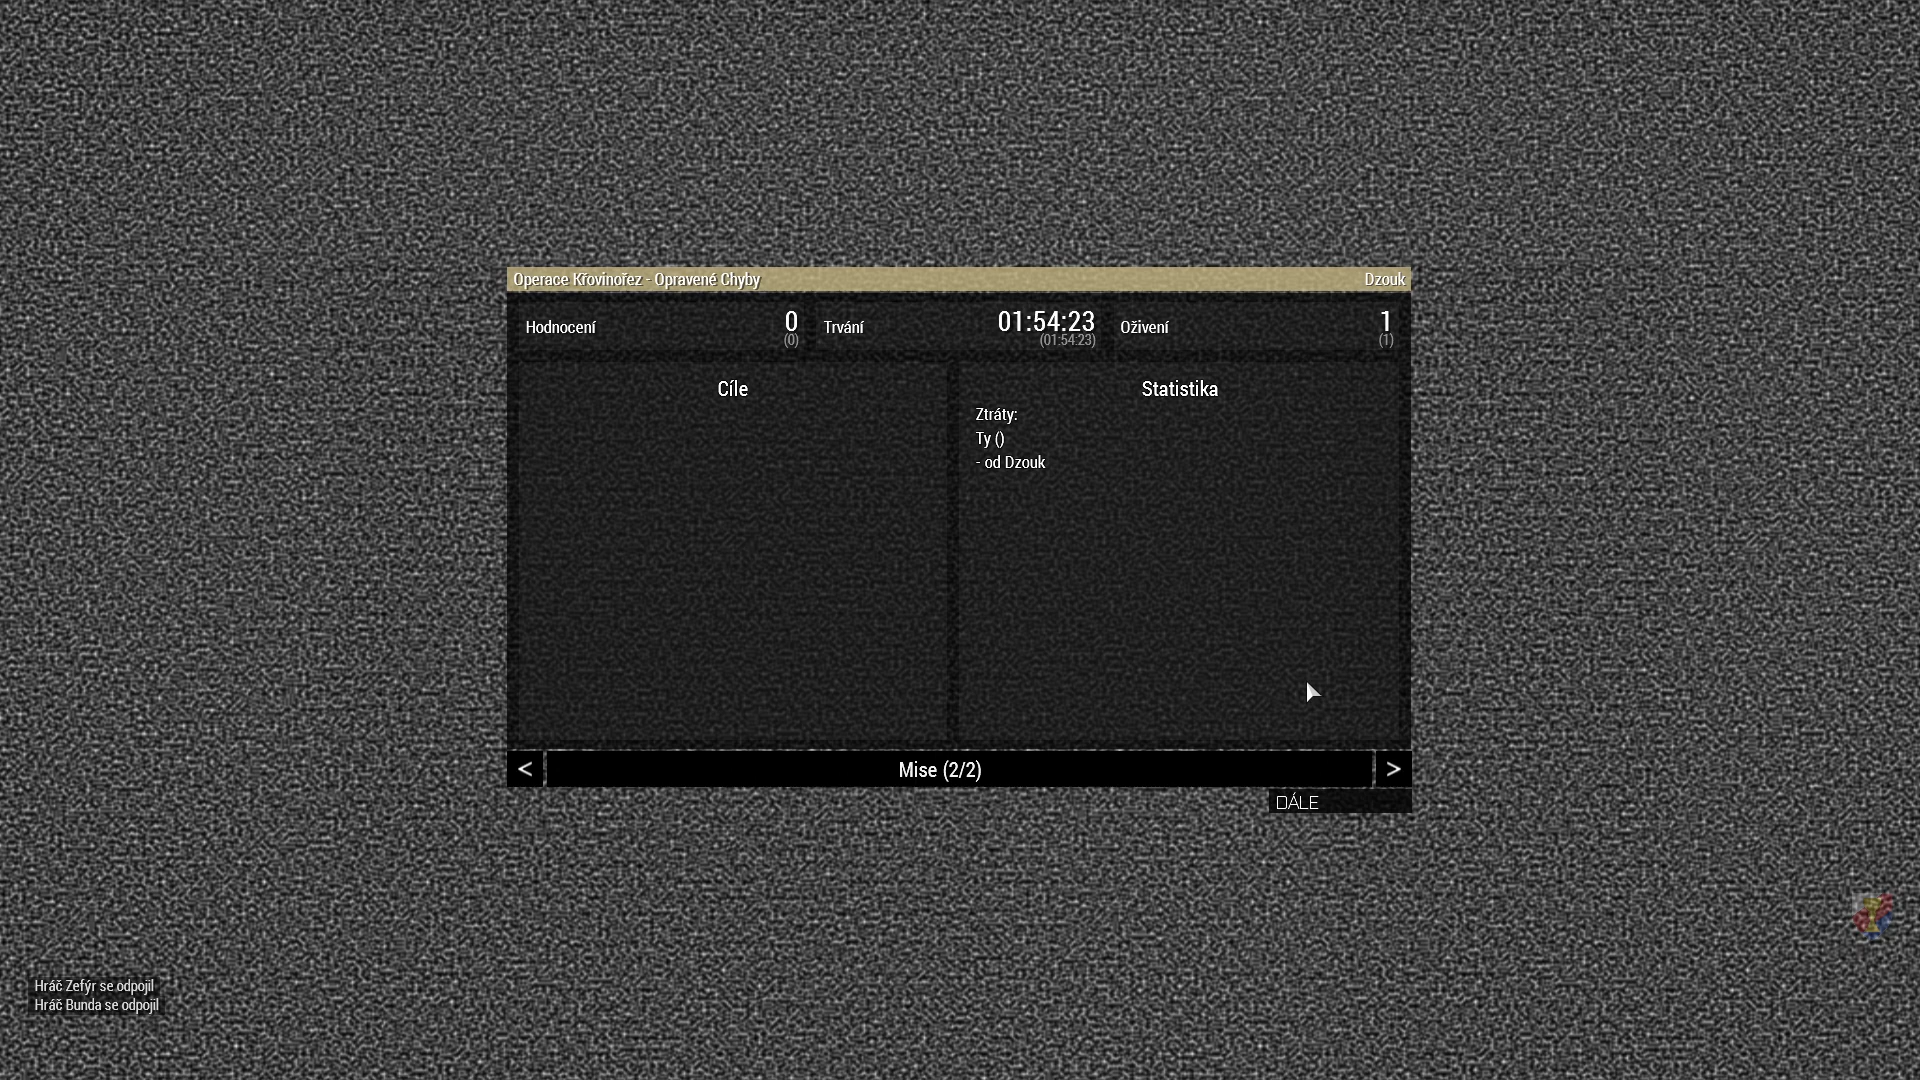 Operace Křovinořez - Opravené Chyby
Dzouk
Hodnocení
0
(0)
Trvání
01:54:23
(01:54:23)
Oživení
1
(1)
Cíle
Statistika
Ztráty:
Ty ()
- od Dzouk
<
Mise (2/2)
>
DÁLE
Hráč Zefýr se odpojil
Hráč Bunda se odpojil